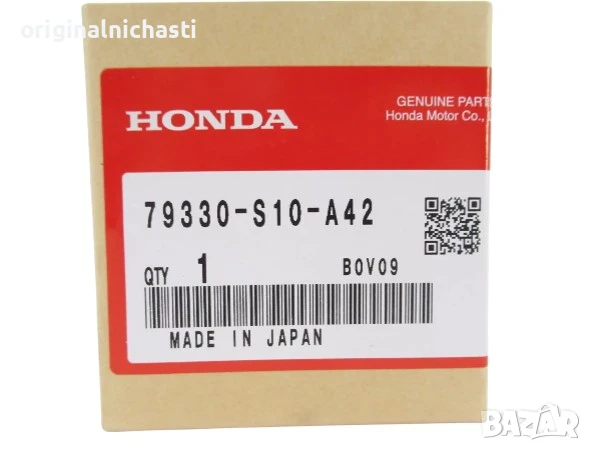 originalnichasti
GENUINE PART
Honda Motor Co.,
HONDA
79330-S10-A42
QTY 1 B0V09
MADE IN JAPAN
BAZAR